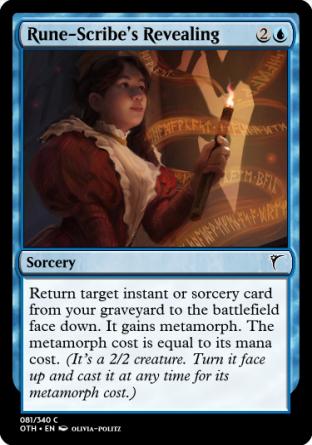 Rune-Scribe's Revealing 2
Sorcery
Return target instant or sorcery card
from your graveyard to the battlefield
face down. It gains metamorph. The
metamorph cost is equal to its mana
cost. (It's a 2/2 creature. Turn it face
up and cast it at any time for its
metamorph cost.)
081/340 C
OTH • EN OLIVIA-POLITZ